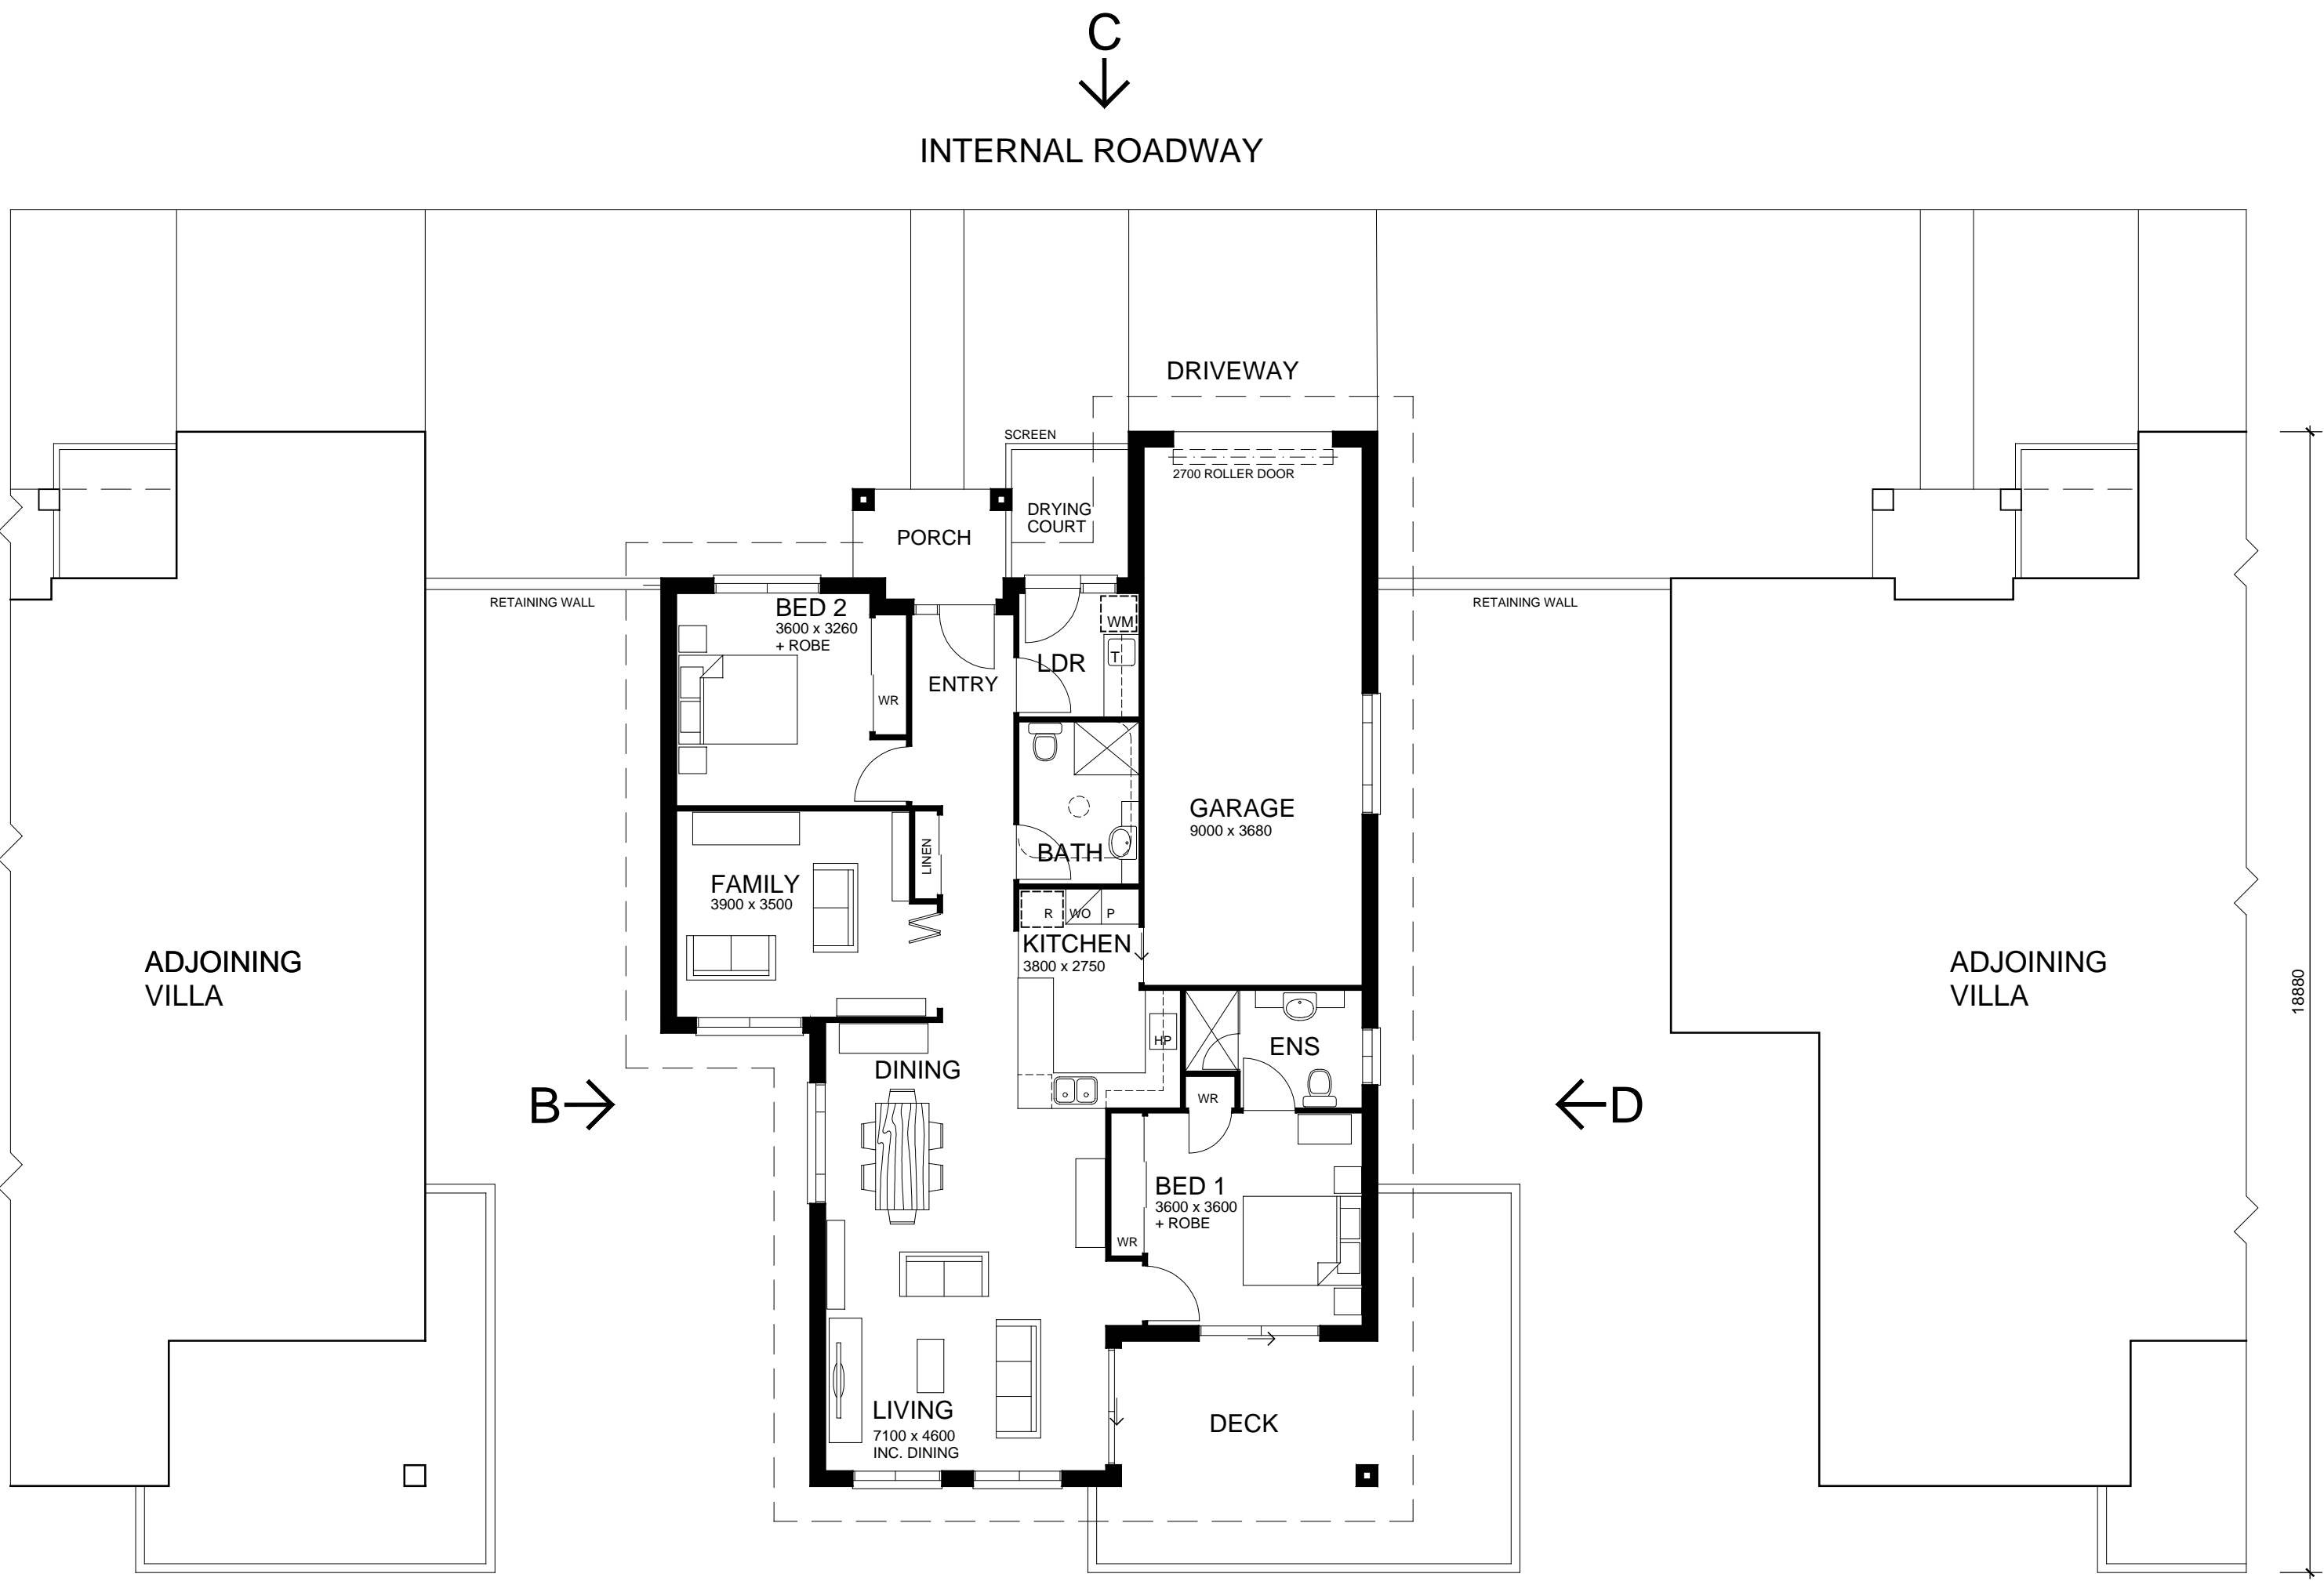 C
INTERNAL ROADWAY
DRIVEWAY
SCREEN
2700 ROLLER DOOR
DRYING
COURT
PORCH
RETAINING WALL
BED 2
3600 x 3260
+ ROBE
WR
ENTRY
LDR
WM
T
RETAINING WALL
GARAGE
9000 x 3680
BATH
LINEN
FAMILY
3900 x 3500
R
WO
P
KITCHEN
3800 x 2750
ADJOINING
VILLA
ADJOINING
VILLA
18880
HP
ENS
DINING
WR
B
D
BED 1
3600 x 3600
+ ROBE
WR
LIVING
7100 x 4600
INC. DINING
DECK